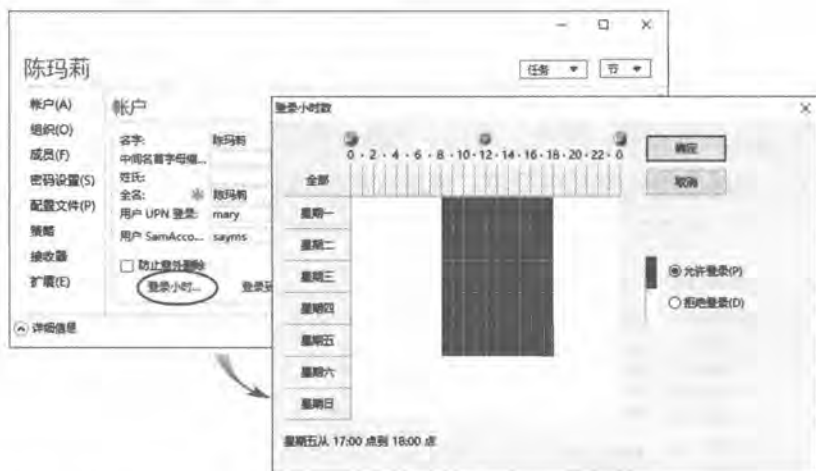 陈玛莉
任务
节
帐户(A)
组织(O)
成员(F)
密码设置(S)
配置文件(P)
策略
接收器
扩展(E)
详细信息
帐户
名字: 陈玛莉
中间名首字母缩...
姓氏:
全名: 陈玛莉
用户 UPN 登录: mary
用户 SamAcco... sayms
防止意外删除
登录小时... 登录到
登录小时数
0 · 2 · 4 · 6 · 8 · 10 · 12 · 14 · 16 · 18 · 20 · 22 · 0
全部
星期一
星期二
星期三
星期四
星期五
星期六
星期日
确定
取消
允许登录(P)
拒绝登录(D)
星期五从 17:00 点到 18:00 点